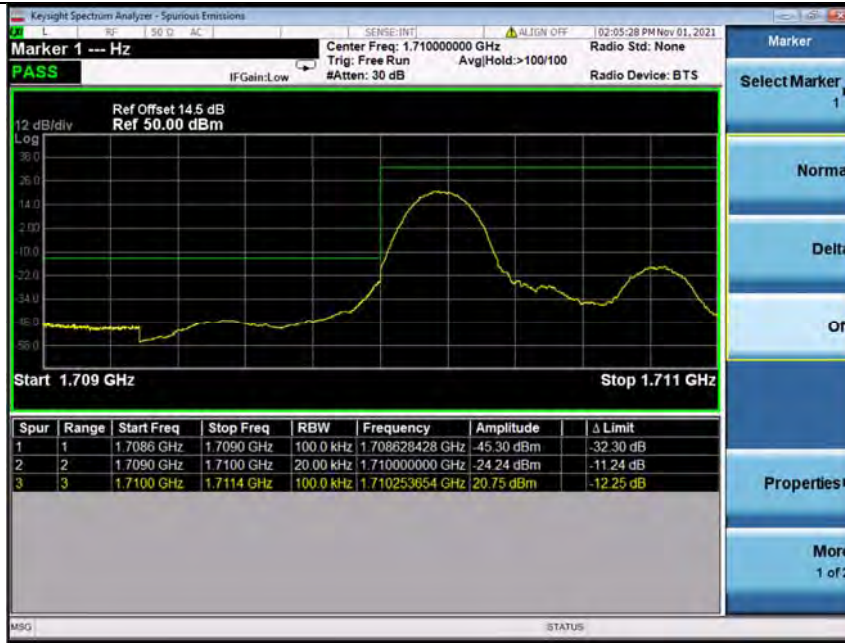 Keysight Spectrum Analyzer - Spurious Emissions
LXI L RF 50 Ω AC SENSE:INT ALIGN OFF 02:05:28 PM Nov 01, 2021
Marker 1 --- Hz
Center Freq: 1.710000000 GHz
Radio Std: None
Trig: Free Run
Avg|Hold:>100/100
PASS
IFGain:Low
#Atten: 30 dB
Radio Device: BTS
Ref Offset 14.5 dB
12 dB/div
Ref 50.00 dBm
Log
38.0
26.0
14.0
2.00
-10.0
-22.0
-34.0
-46.0
-58.0
Start 1.709 GHz
Stop 1.711 GHz
Spur Range Start Freq Stop Freq RBW Frequency Amplitude Δ Limit
1 1 1.7086 GHz 1.7090 GHz 100.0 kHz 1.708628428 GHz -45.30 dBm -32.30 dB
2 2 1.7090 GHz 1.7100 GHz 20.00 kHz 1.710000000 GHz -24.24 dBm -11.24 dB
3 3 1.7100 GHz 1.7114 GHz 100.0 kHz 1.710253654 GHz 20.75 dBm -12.25 dB
MSG
STATUS
Marker
Select Marker
1
Norma
Delta
Of
Properties
More
1 of 2